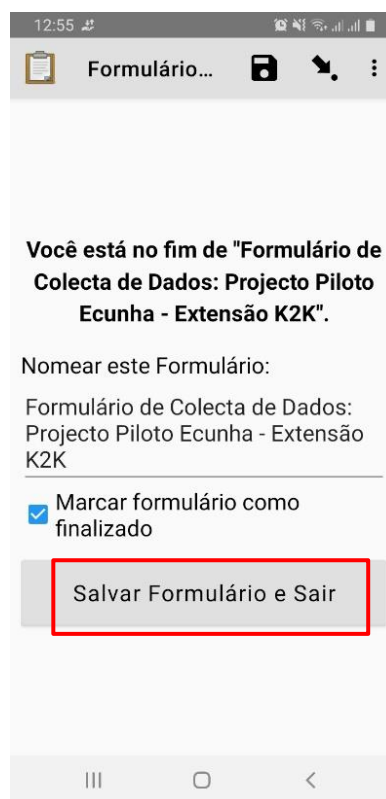 12:55
Formulário...
Você está no fim de "Formulário de
Colecta de Dados: Projecto Piloto
Ecunha - Extensão K2K".
Nomear este Formulário:
Formulário de Colecta de Dados:
Projecto Piloto Ecunha - Extensão
K2K
Marcar formulário como
finalizado
Salvar Formulário e Sair